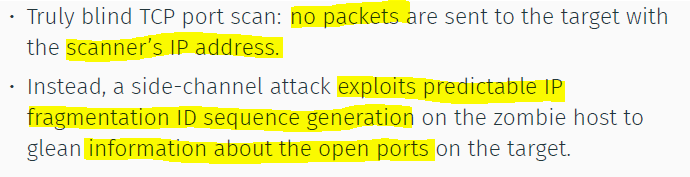 • Truly blind TCP port scan: no packets are sent to the target with
the scanner’s IP address.
• Instead, a side-channel attack exploits predictable IP
fragmentation ID sequence generation on the zombie host to
glean information about the open ports on the target.